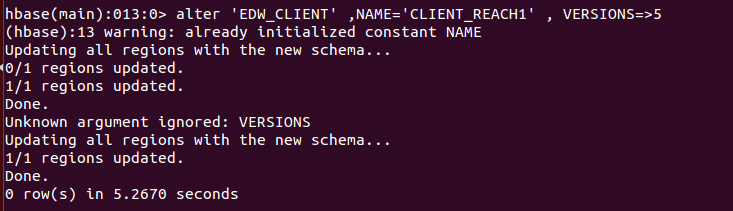 hbase(main):013:0> alter 'EDW_CLIENT' ,NAME='CLIENT_REACH1' , VERSIONS=>5
(hbase):13 warning: already initialized constant NAME
Updating all regions with the new schema...
0/1 regions updated.
1/1 regions updated.
Done.
Unknown argument ignored: VERSIONS
Updating all regions with the new schema...
1/1 regions updated.
Done.
0 row(s) in 5.2670 seconds